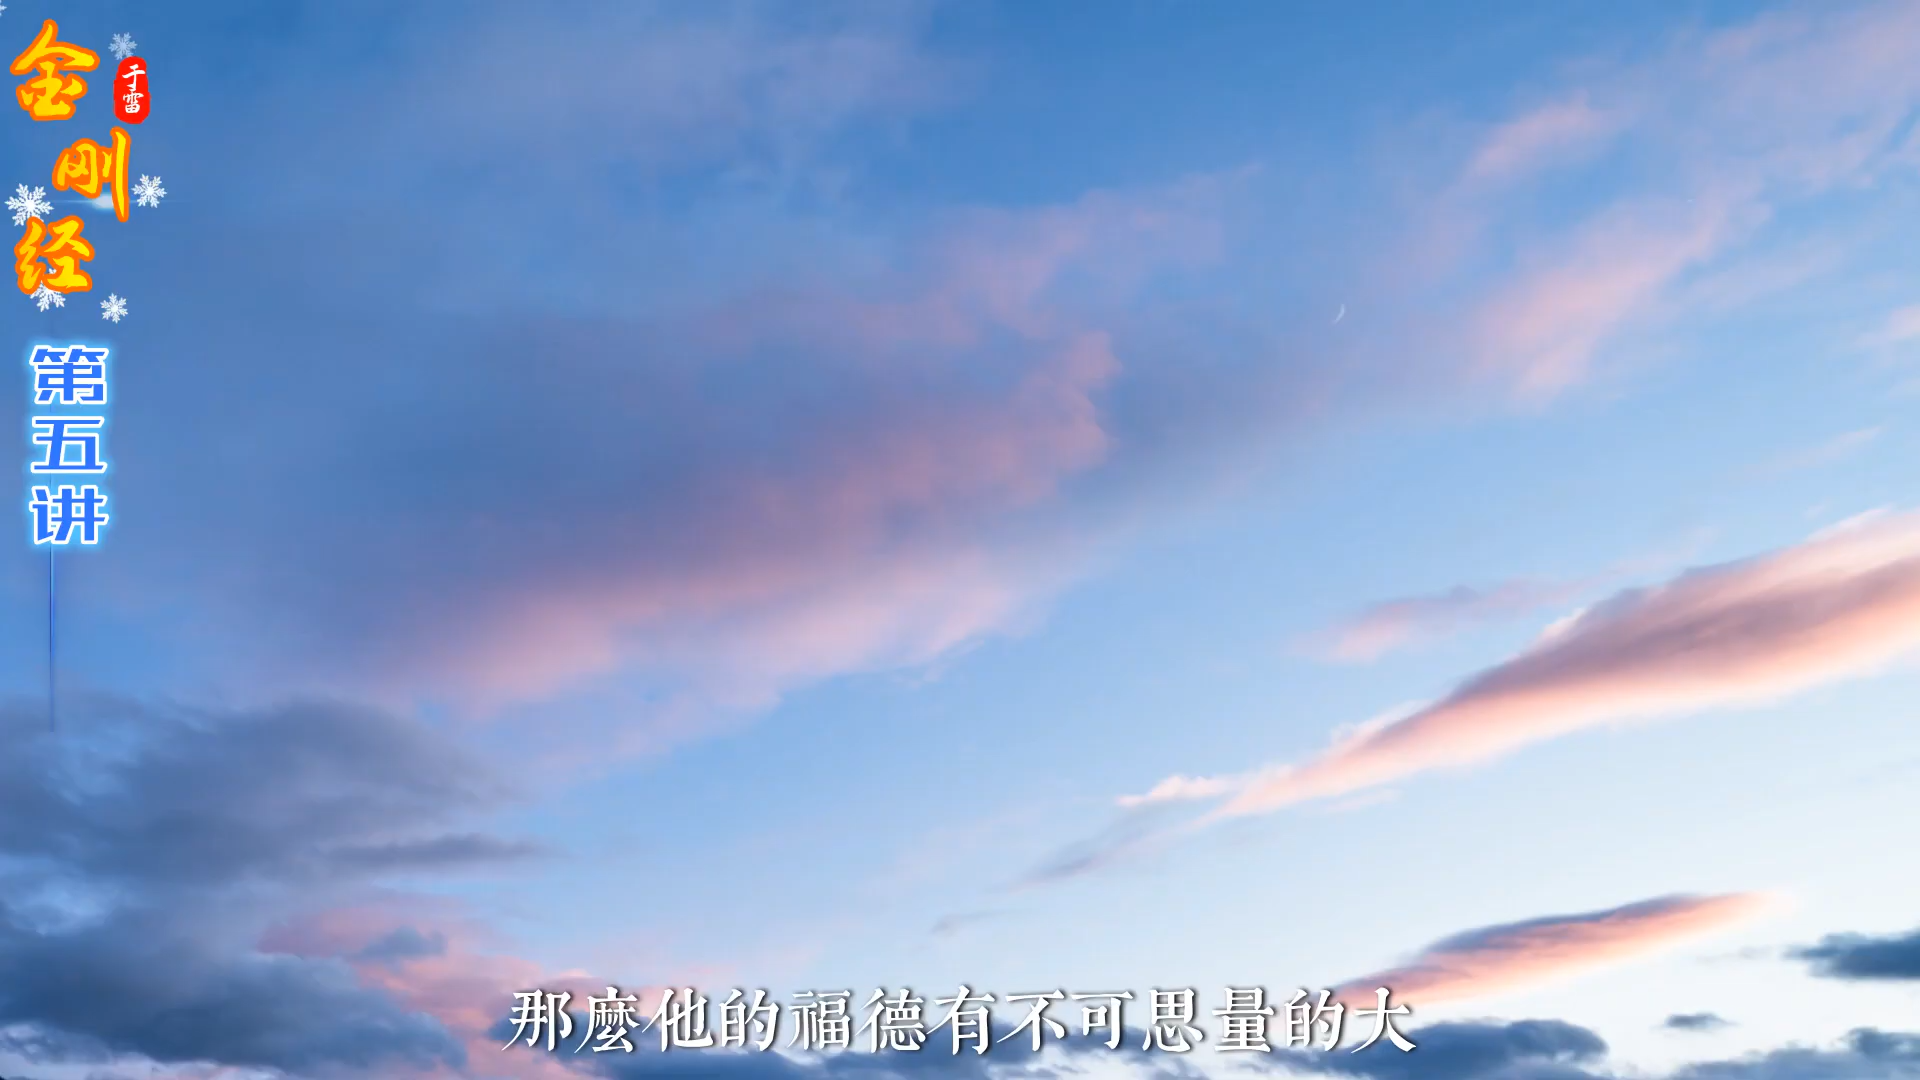 金刚经
于雷
第五讲
那麼他的福德有不可思量的大